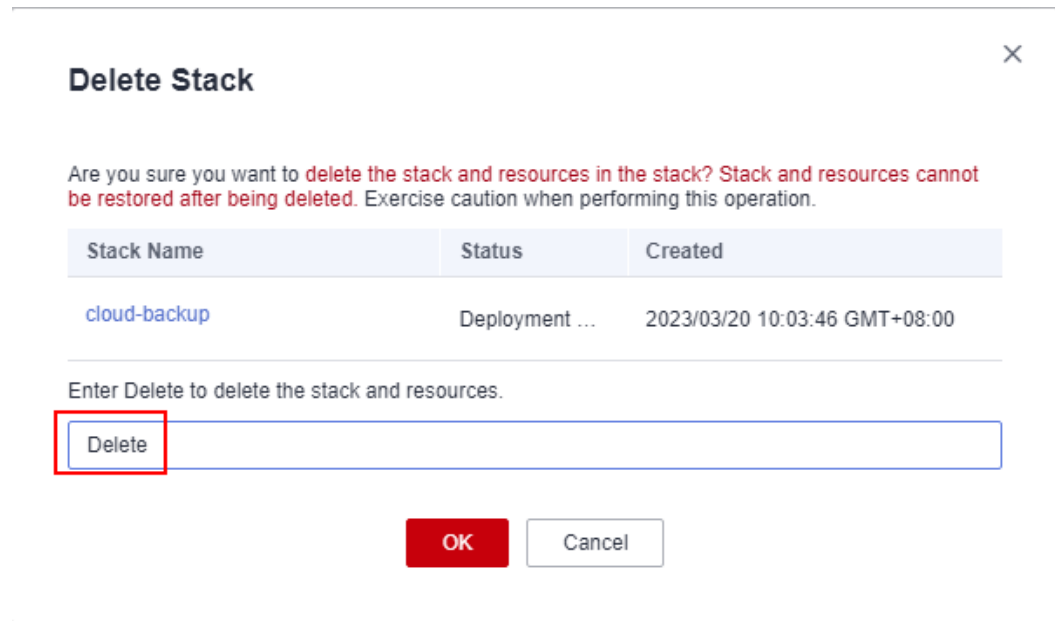 Delete Stack
Are you sure you want to delete the stack and resources in the stack? Stack and resources cannot
be restored after being deleted. Exercise caution when performing this operation.
Stack Name Status Created
cloud-backup Deployment ... 2023/03/20 10:03:46 GMT+08:00
Enter Delete to delete the stack and resources.
Delete
OK Cancel